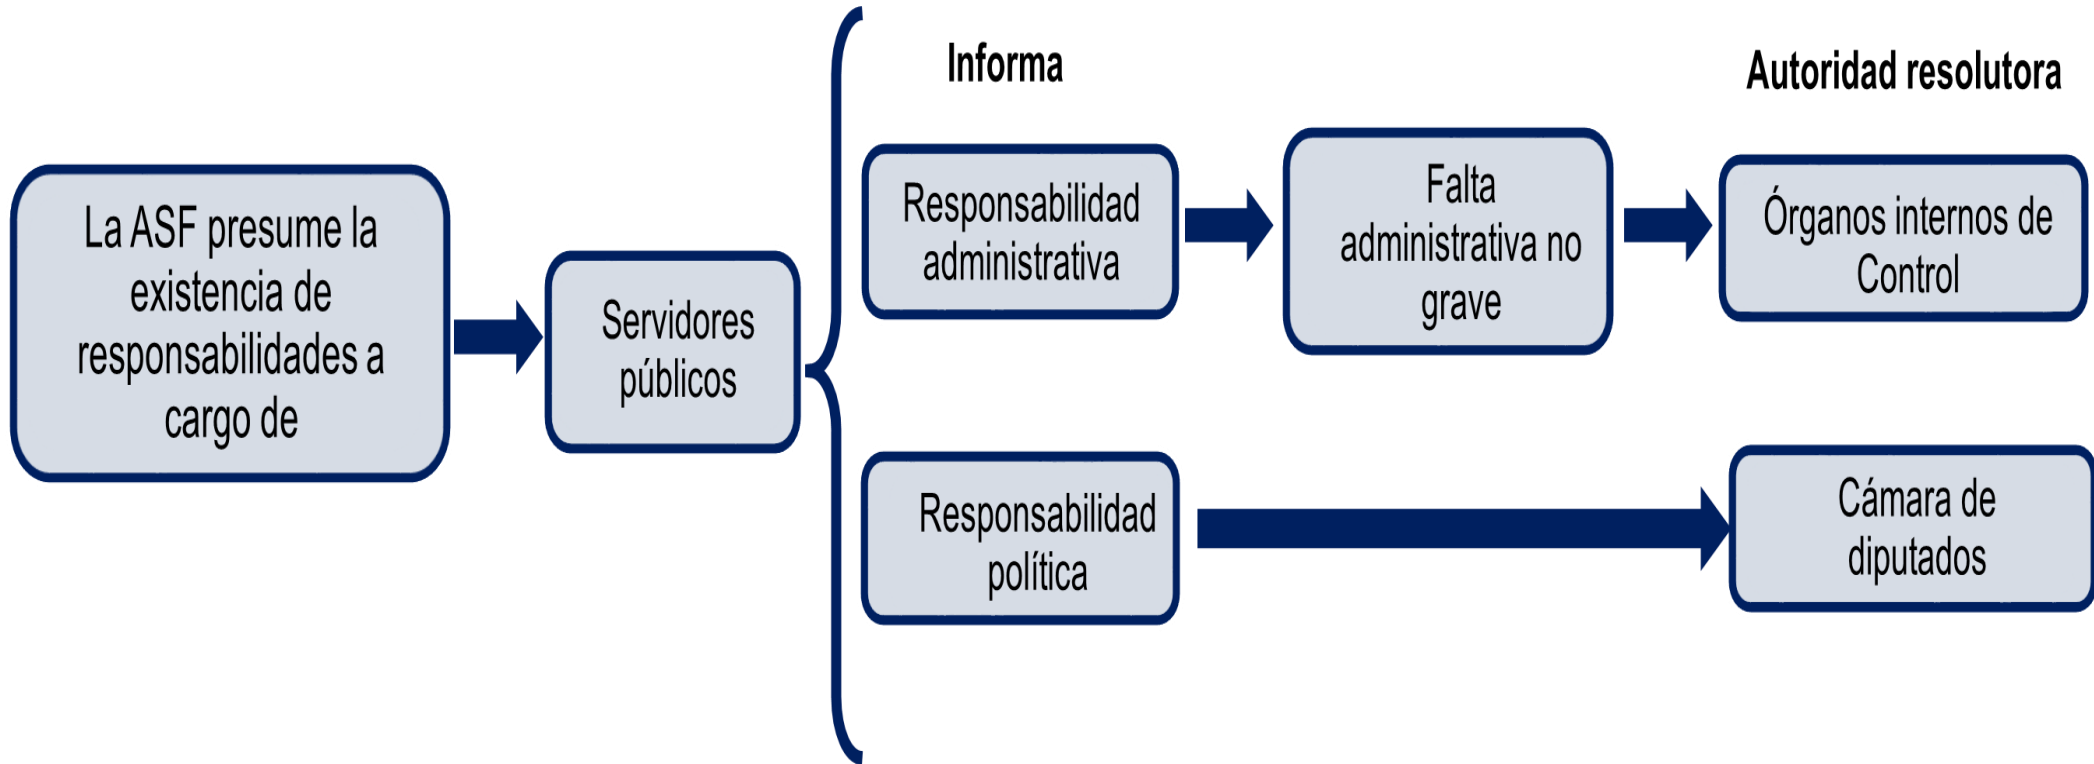 La ASF presume la
existencia de
responsabilidades a
cargo de
Servidores
públicos
Informa
Responsabilidad
administrativa
Falta
administrativa no
grave
Autoridad resolutora
Órganos internos de
Control
Responsabilidad
política
Cámara de
diputados